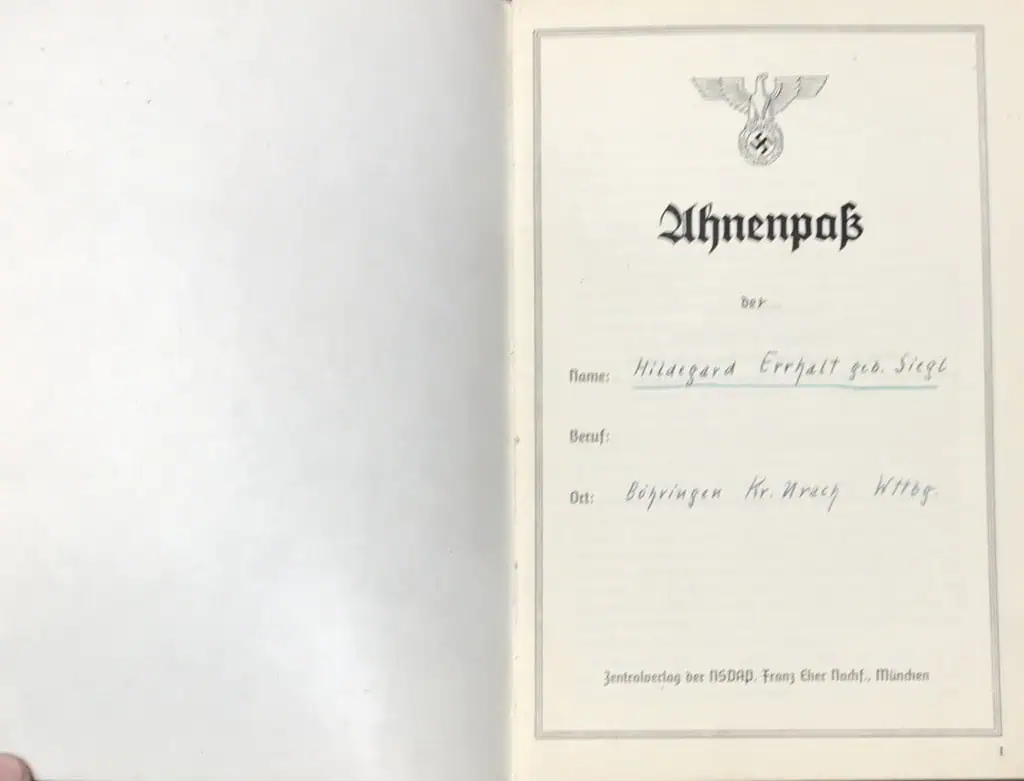 Ahnenpaß
der
Name: Hildegard Errhalt geb. Siegl
Beruf:
Ort: Böhringen Kr. Urach Wttbg.
Zentralverlag der NSDAP. Franz Eher Nachf., München
1